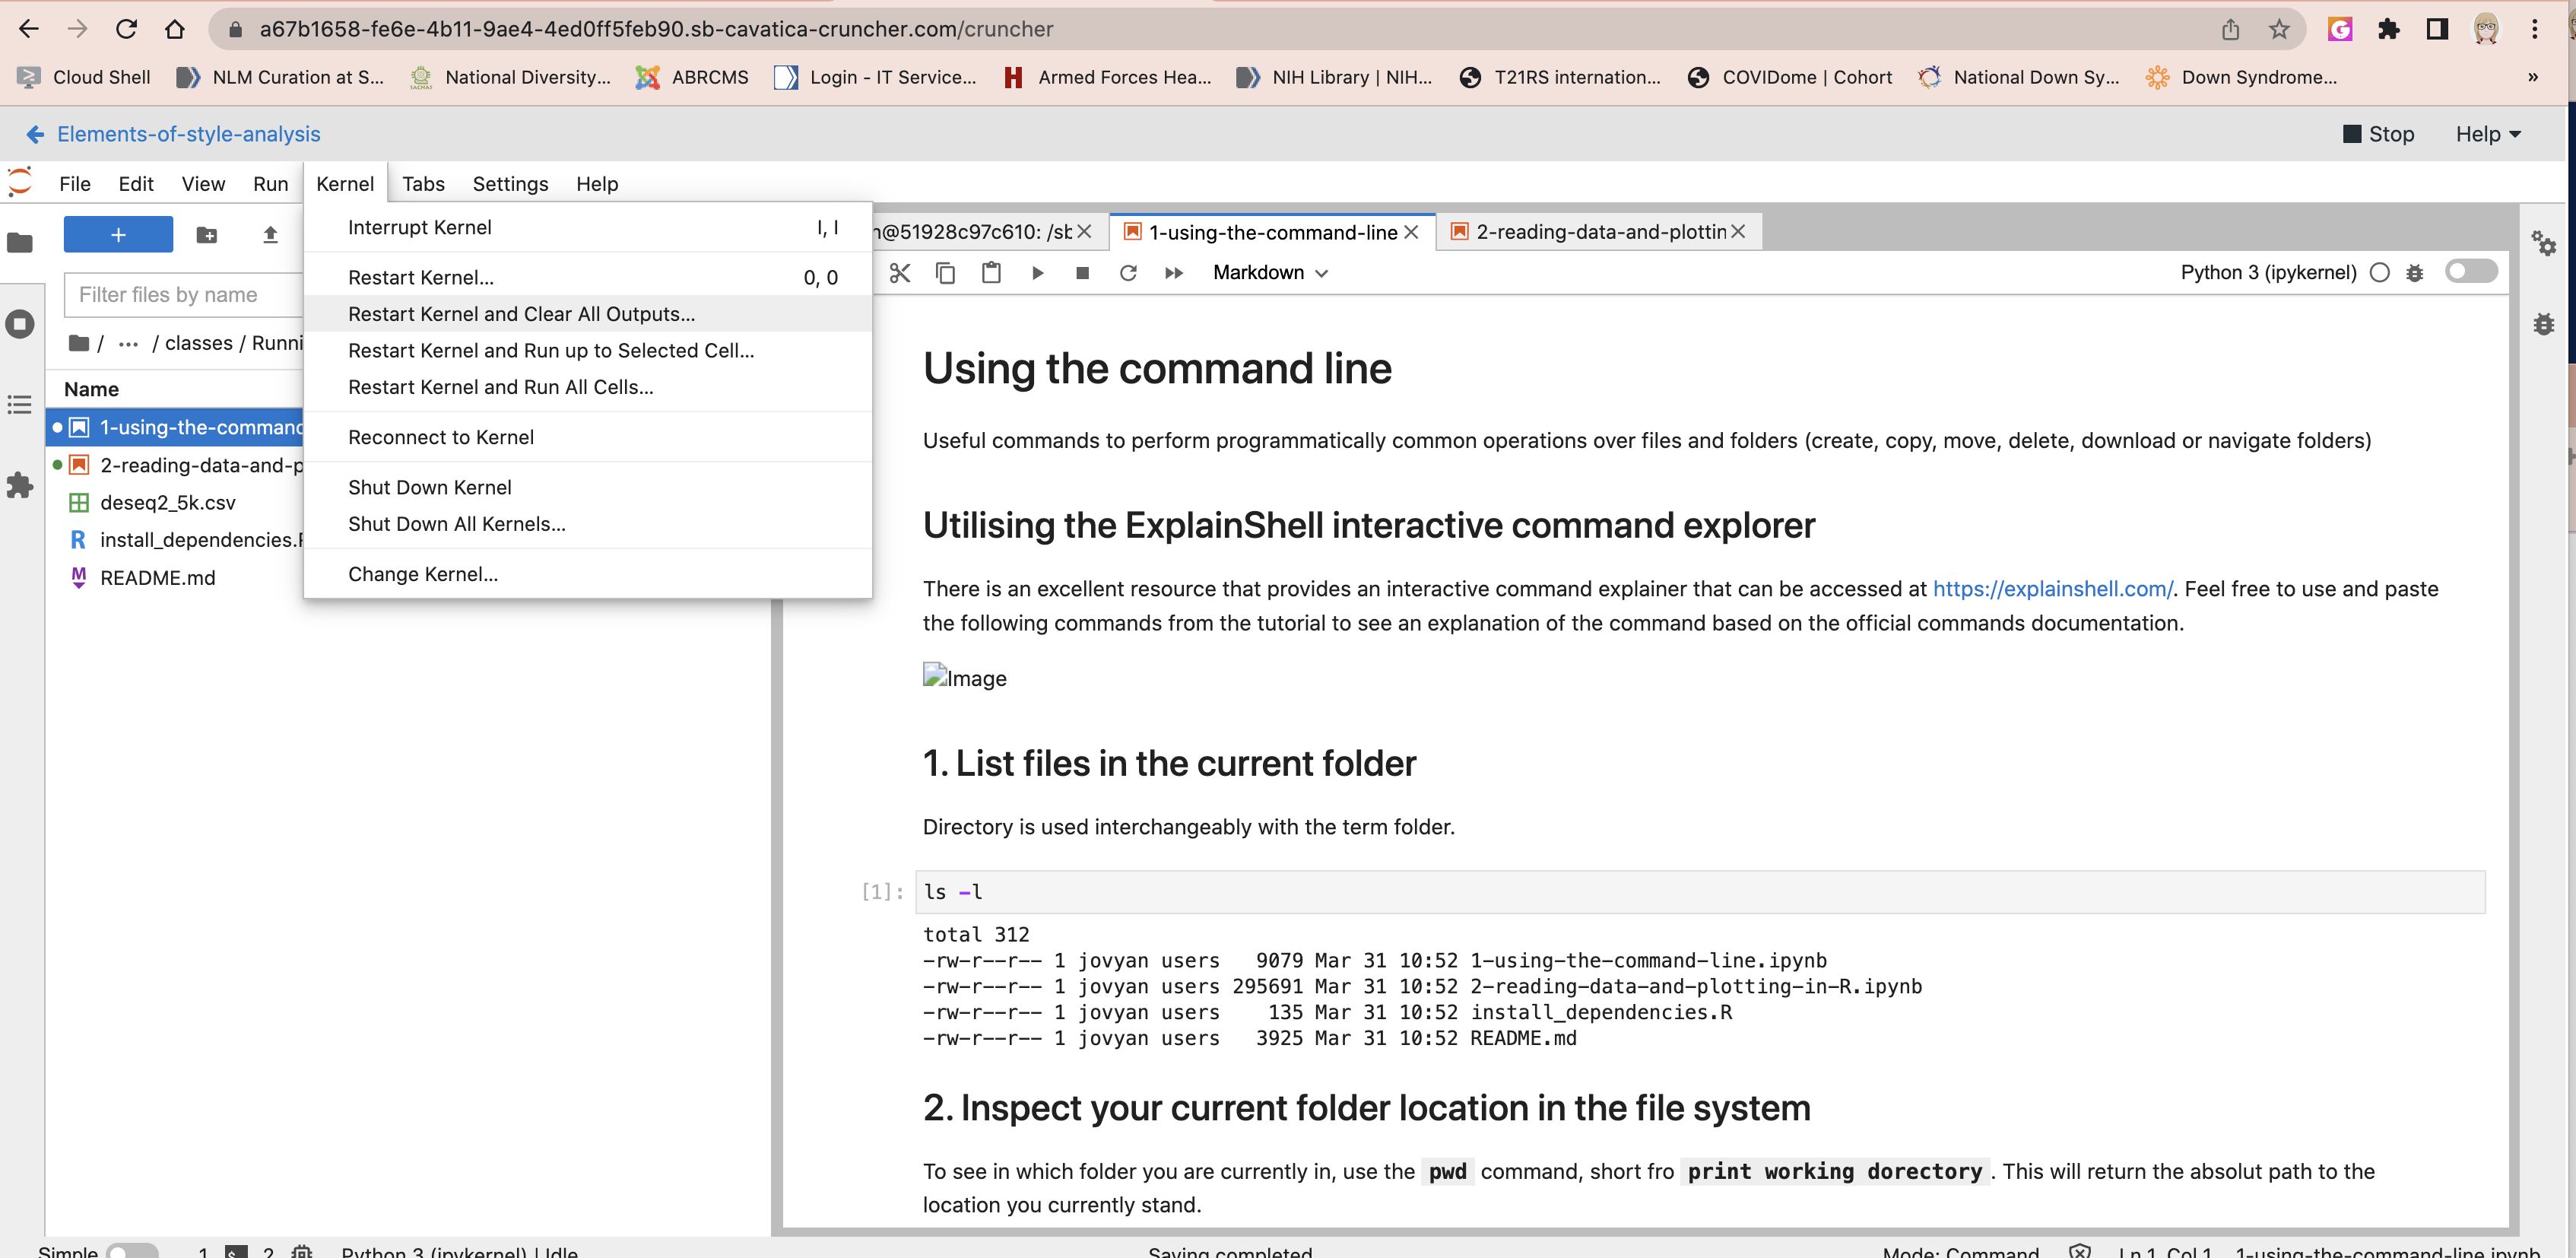 a67b1658-fe6e-4b11-9ae4-4ed0ff5feb90.sb-cavatica-cruncher.com/cruncher
Cloud Shell NLM Curation at S... National Diversity... ABRCMS Login - IT Service... Armed Forces Hea... NIH Library | NIH... T21RS internation... COVIDome | Cohort National Down Sy... Down Syndrome... »
Elements-of-style-analysis Stop Help
File Edit View Run Kernel Tabs Settings Help
Interrupt Kernel I, I
Restart Kernel... 0, 0
Restart Kernel and Clear All Outputs...
Restart Kernel and Run up to Selected Cell...
Restart Kernel and Run All Cells...
Reconnect to Kernel
Shut Down Kernel
Shut Down All Kernels...
Change Kernel...
+
Filter files by name
/ ... / classes / Runni
Name
1-using-the-command
2-reading-data-and-p
deseq2_5k.csv
install_dependencies.R
README.md
n@51928c97c610: /sb 1-using-the-command-line 2-reading-data-and-plottin
Markdown Python 3 (ipykernel)
Using the command line
Useful commands to perform programmatically common operations over files and folders (create, copy, move, delete, download or navigate folders)
Utilising the ExplainShell interactive command explorer
There is an excellent resource that provides an interactive command explainer that can be accessed at https://explainshell.com/. Feel free to use and paste
the following commands from the tutorial to see an explanation of the command based on the official commands documentation.
Image
1. List files in the current folder
Directory is used interchangeably with the term folder.
[1]: ls -l
total 312
-rw-r--r-- 1 jovyan users 9079 Mar 31 10:52 1-using-the-command-line.ipynb
-rw-r--r-- 1 jovyan users 295691 Mar 31 10:52 2-reading-data-and-plotting-in-R.ipynb
-rw-r--r-- 1 jovyan users 135 Mar 31 10:52 install_dependencies.R
-rw-r--r-- 1 jovyan users 3925 Mar 31 10:52 README.md
2. Inspect your current folder location in the file system
To see in which folder you are currently in, use the pwd command, short fro print working dorectory. This will return the absolut path to the
location you currently stand.
Simple 1 2 Python 3 (ipykernel) | Idle Saving completed Mode: Command Ln 1, Col 1 1-using-the-command-line.ipynb